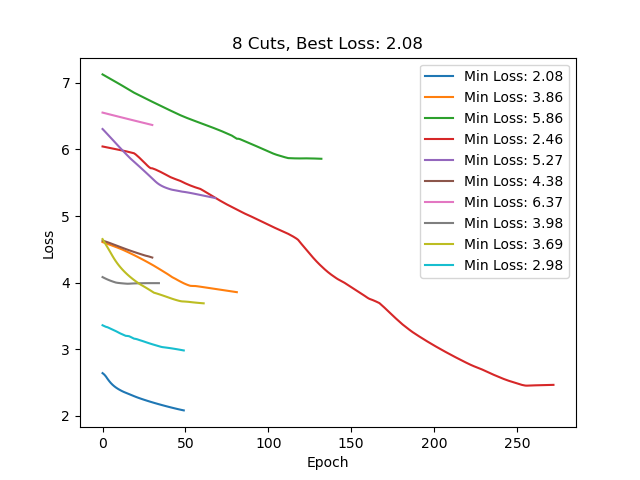 8 Cuts, Best Loss: 2.08
7
6
5
4
3
2
Loss
0
50
100
150
200
250
Epoch
Min Loss: 2.08
Min Loss: 3.86
Min Loss: 5.86
Min Loss: 2.46
Min Loss: 5.27
Min Loss: 4.38
Min Loss: 6.37
Min Loss: 3.98
Min Loss: 3.69
Min Loss: 2.98